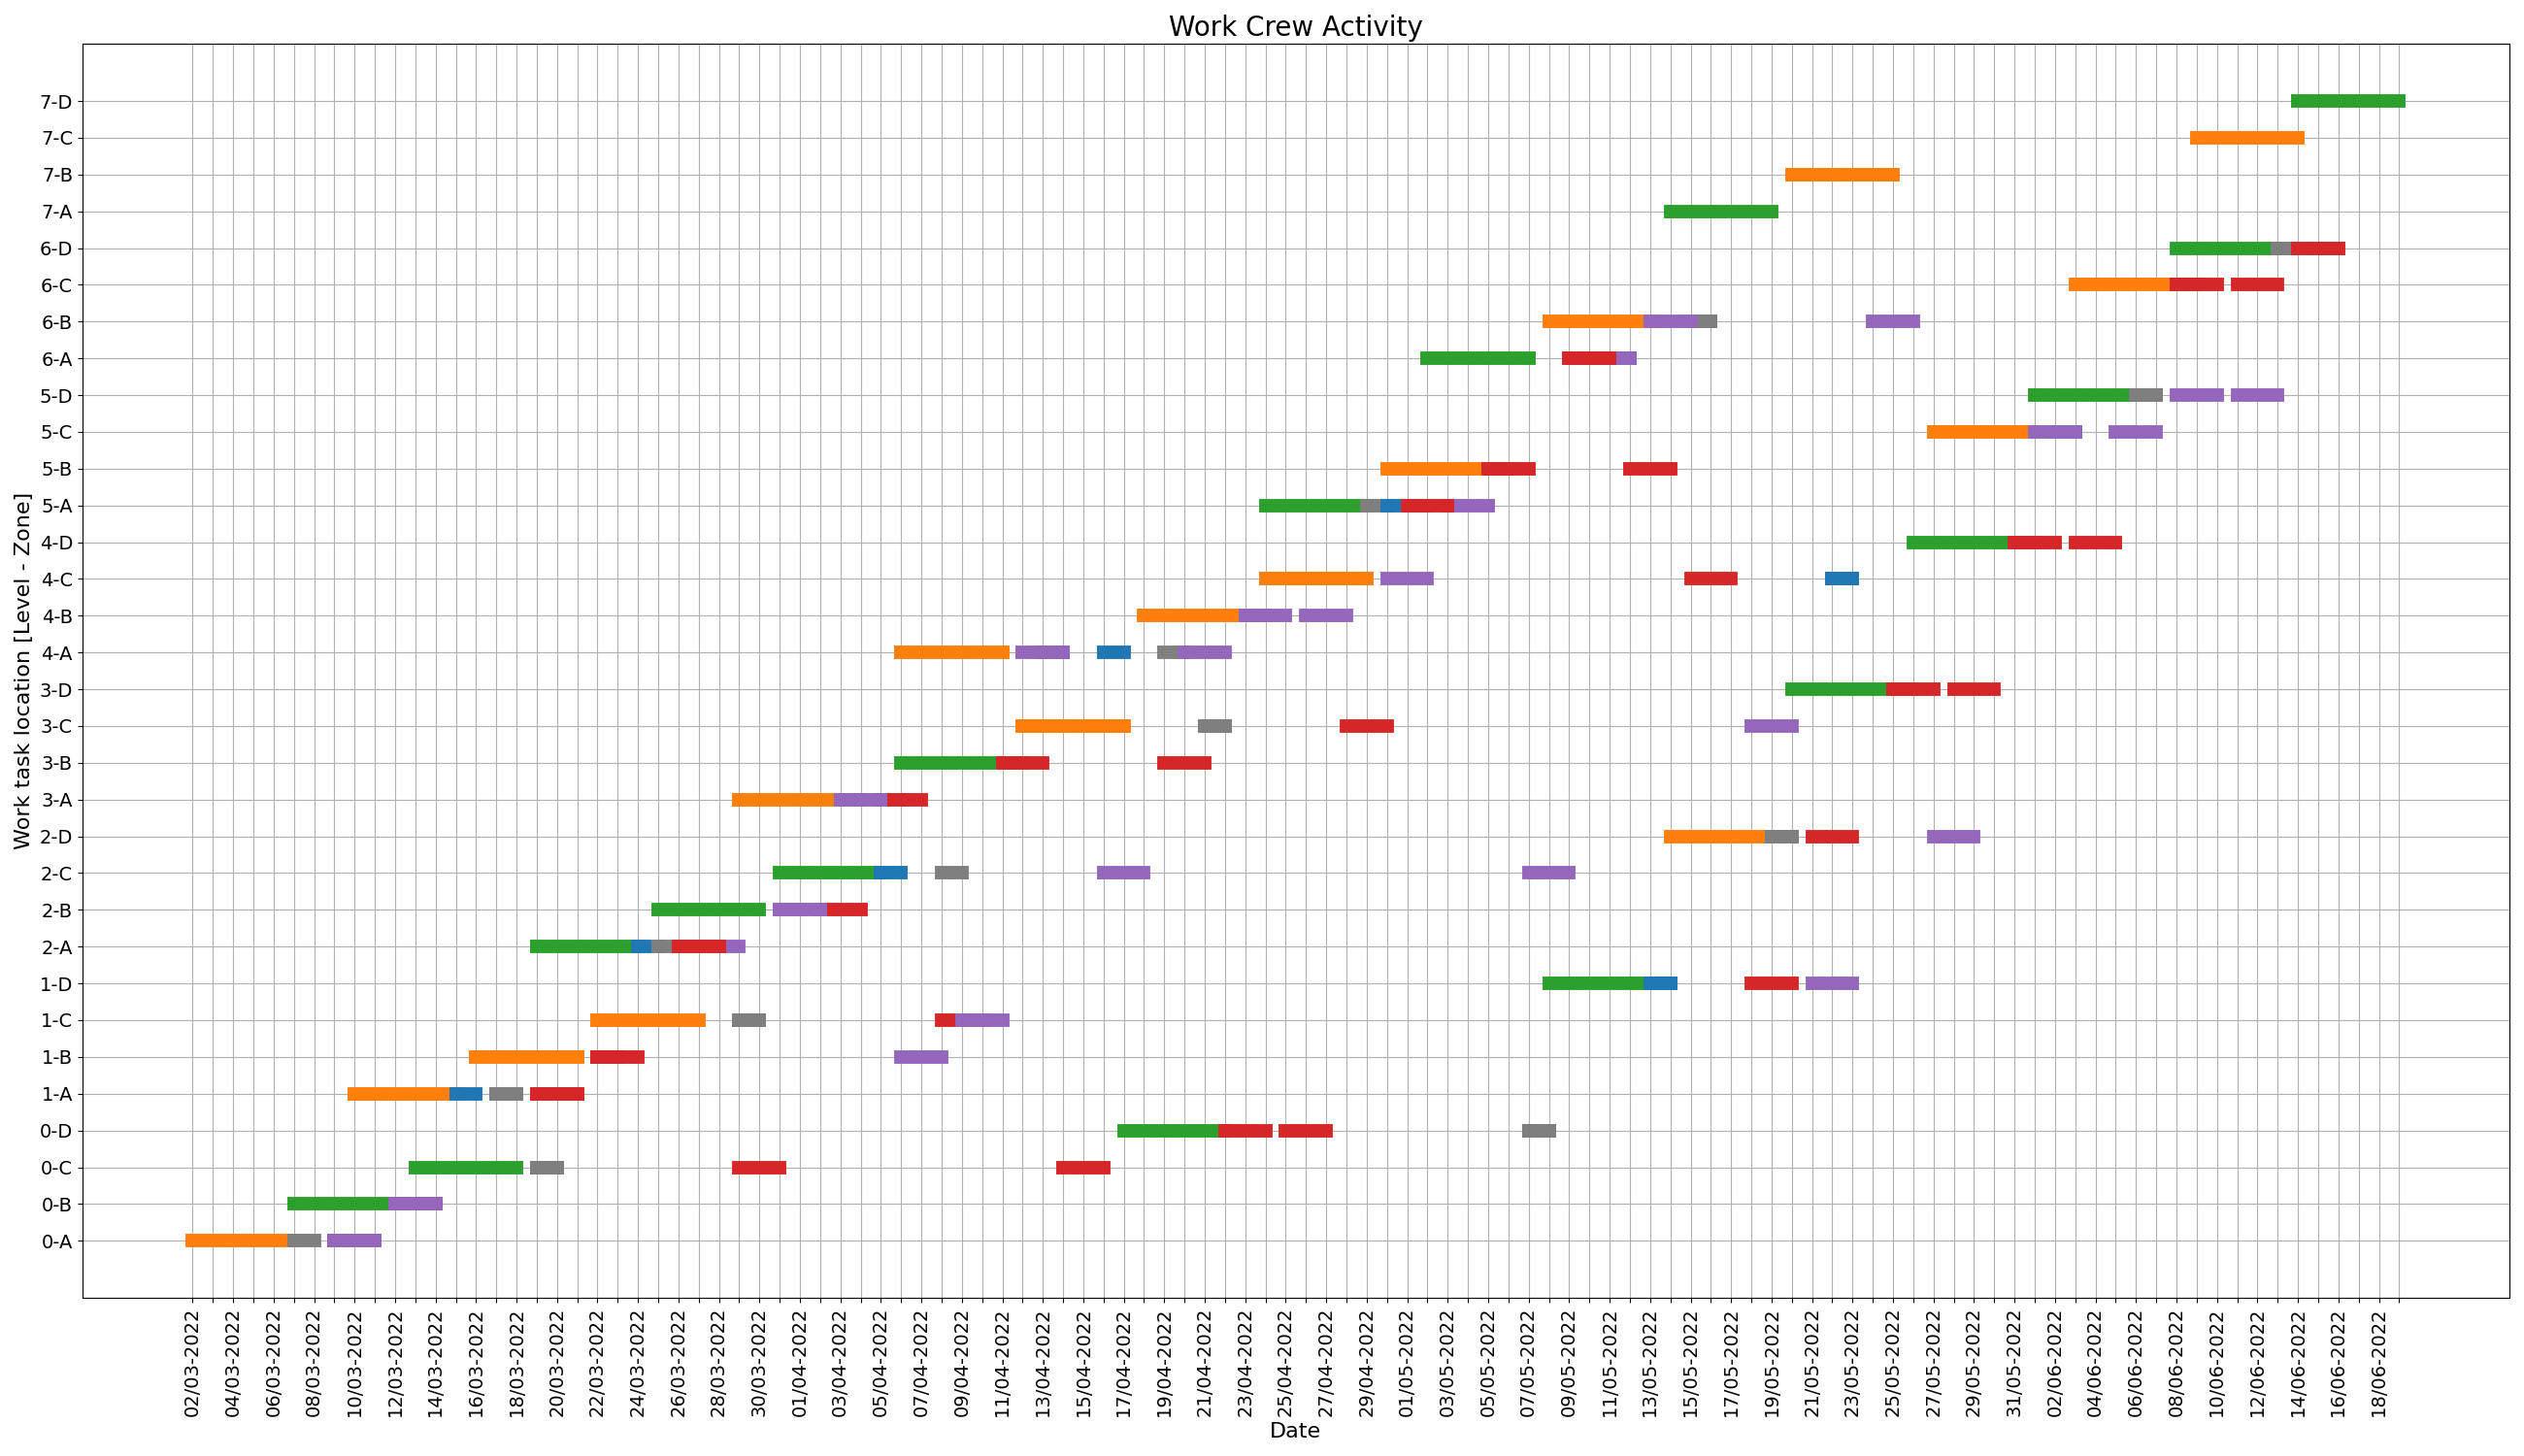 Work Crew Activity
Work task location [Level - Zone]
7-D
7-C
7-B
7-A
6-D
6-C
6-B
6-A
5-D
5-C
5-B
5-A
4-D
4-C
4-B
4-A
3-D
3-C
3-B
3-A
2-D
2-C
2-B
2-A
1-D
1-C
1-B
1-A
0-D
0-C
0-B
0-A
02/03-2022
04/03-2022
06/03-2022
08/03-2022
10/03-2022
12/03-2022
14/03-2022
16/03-2022
18/03-2022
20/03-2022
22/03-2022
24/03-2022
26/03-2022
28/03-2022
30/03-2022
01/04-2022
03/04-2022
05/04-2022
07/04-2022
09/04-2022
11/04-2022
13/04-2022
15/04-2022
17/04-2022
19/04-2022
21/04-2022
23/04-2022
25/04-2022
27/04-2022
29/04-2022
01/05-2022
03/05-2022
05/05-2022
07/05-2022
09/05-2022
11/05-2022
13/05-2022
15/05-2022
17/05-2022
19/05-2022
21/05-2022
23/05-2022
25/05-2022
27/05-2022
29/05-2022
31/05-2022
02/06-2022
04/06-2022
06/06-2022
08/06-2022
10/06-2022
12/06-2022
14/06-2022
16/06-2022
18/06-2022
Date